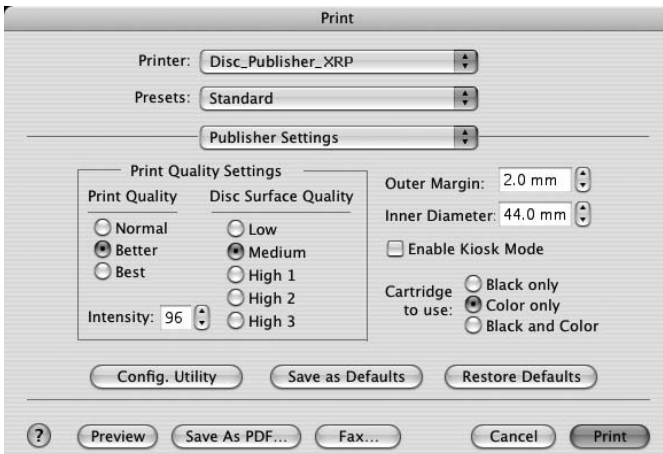 Print
Printer: Disc_Publisher_XRP
Presets: Standard
Publisher Settings
Print Quality Settings
Print Quality
Normal
Better
Best
Intensity: 96
Disc Surface Quality
Low
Medium
High 1
High 2
High 3
Outer Margin: 2.0 mm
Inner Diameter: 44.0 mm
Enable Kiosk Mode
Cartridge
to use:
Black only
Color only
Black and Color
Config. Utility
Save as Defaults
Restore Defaults
?
Preview
Save As PDF...
Fax...
Cancel
Print